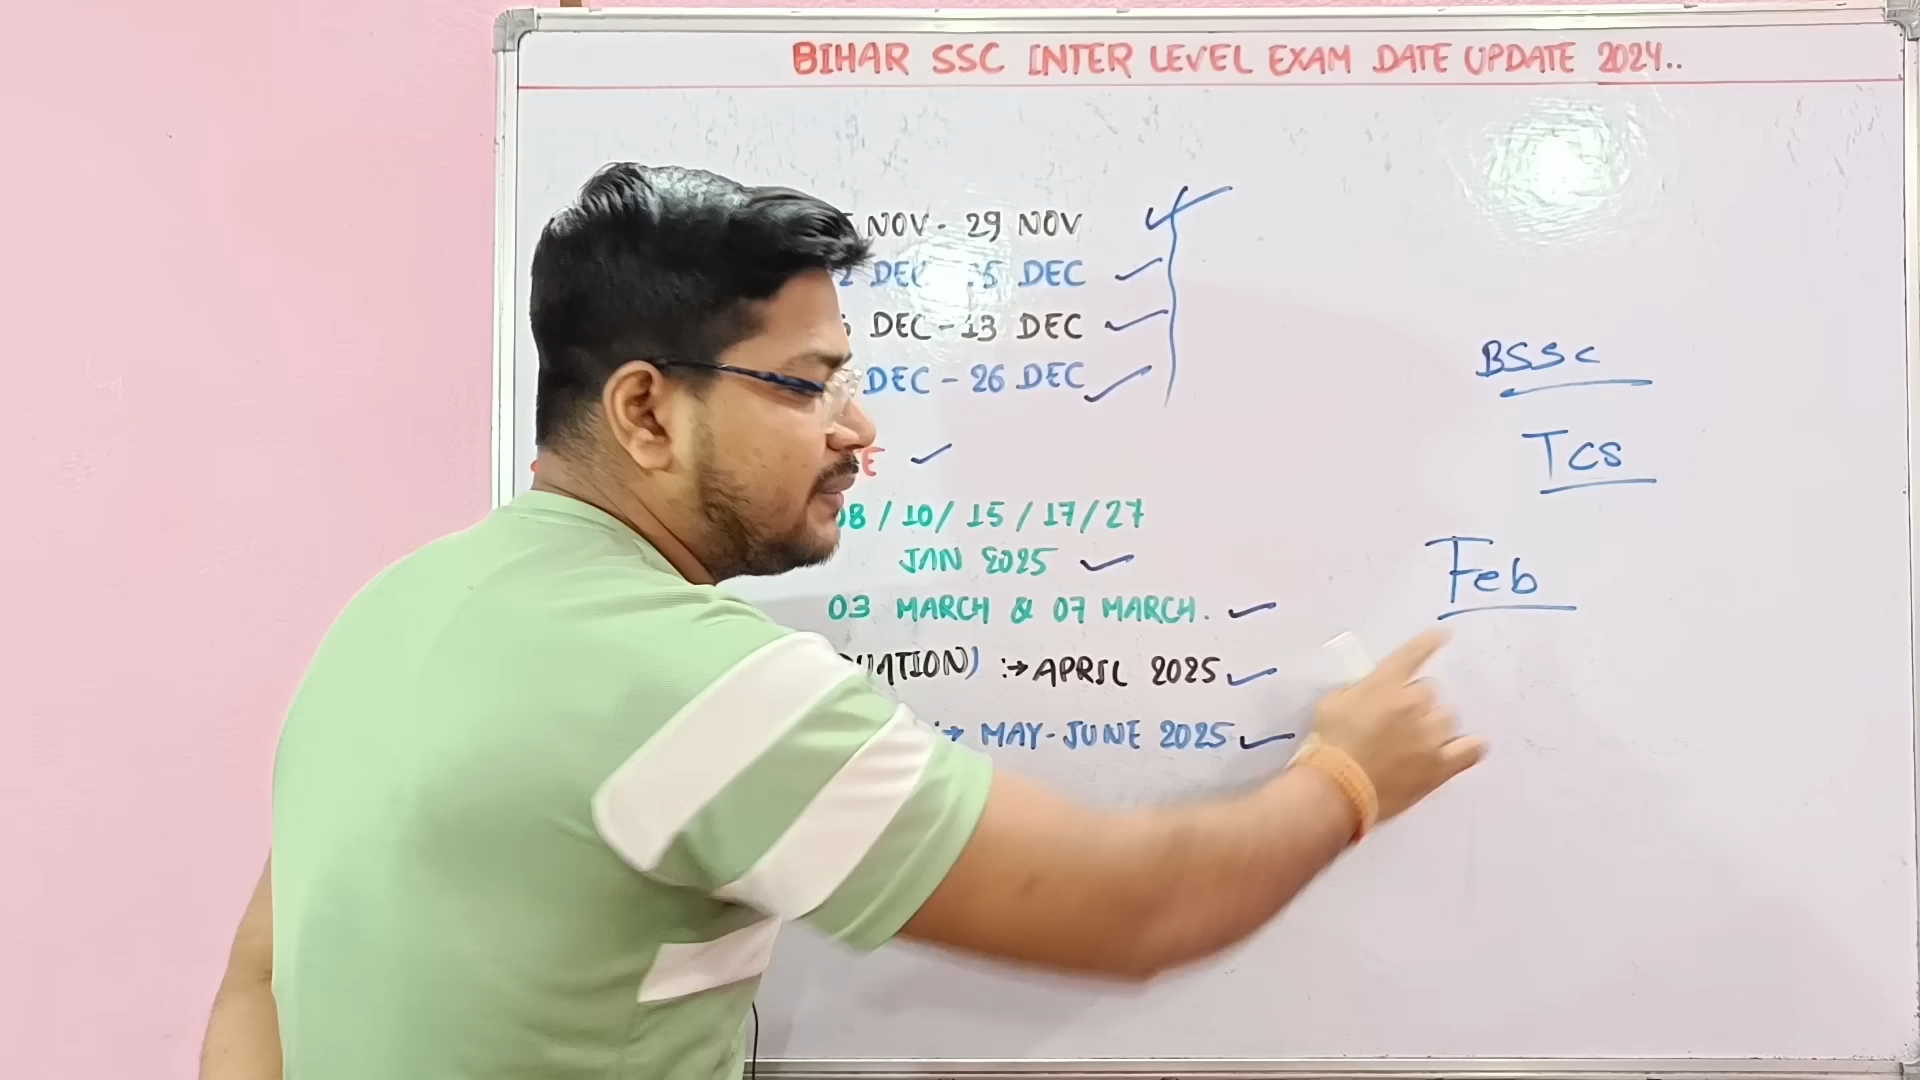 BIHAR SSC INTER LEVEL EXAM DATE UPDATE 2024..
NOV - 29 NOV
2 DEC 5 DEC
DEC - 13 DEC
DEC - 26 DEC
E
08 / 10 / 15 / 17 / 27
JAN 2025
03 MARCH & 07 MARCH.
UATION) :→ APRIL 2025
:→ MAY-JUNE 2025
BSSC
TCS
Feb